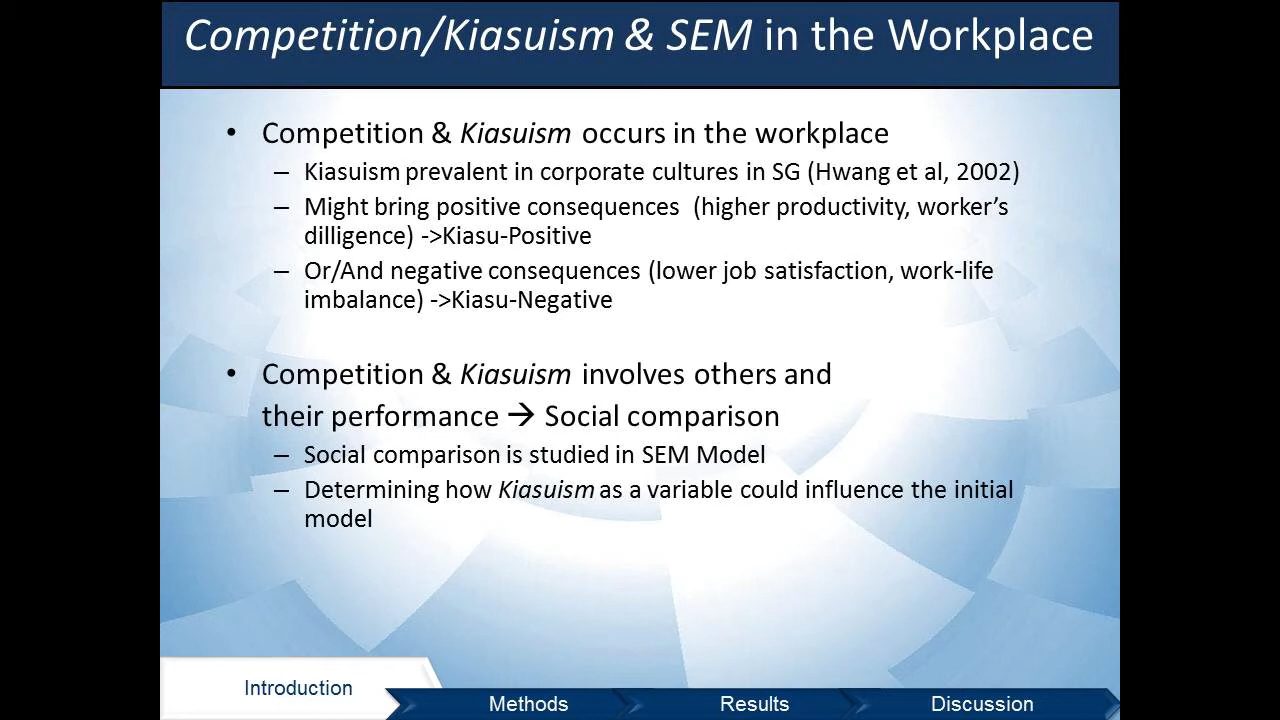 Competition/Kiasuism & SEM in the Workplace
• Competition & Kiasuism occurs in the workplace
– Kiasuism prevalent in corporate cultures in SG (Hwang et al, 2002)
– Might bring positive consequences (higher productivity, worker’s
dilligence) ->Kiasu-Positive
– Or/And negative consequences (lower job satisfaction, work-life
imbalance) ->Kiasu-Negative
• Competition & Kiasuism involves others and
their performance → Social comparison
– Social comparison is studied in SEM Model
– Determining how Kiasuism as a variable could influence the initial
model
Introduction
Methods
Results
Discussion